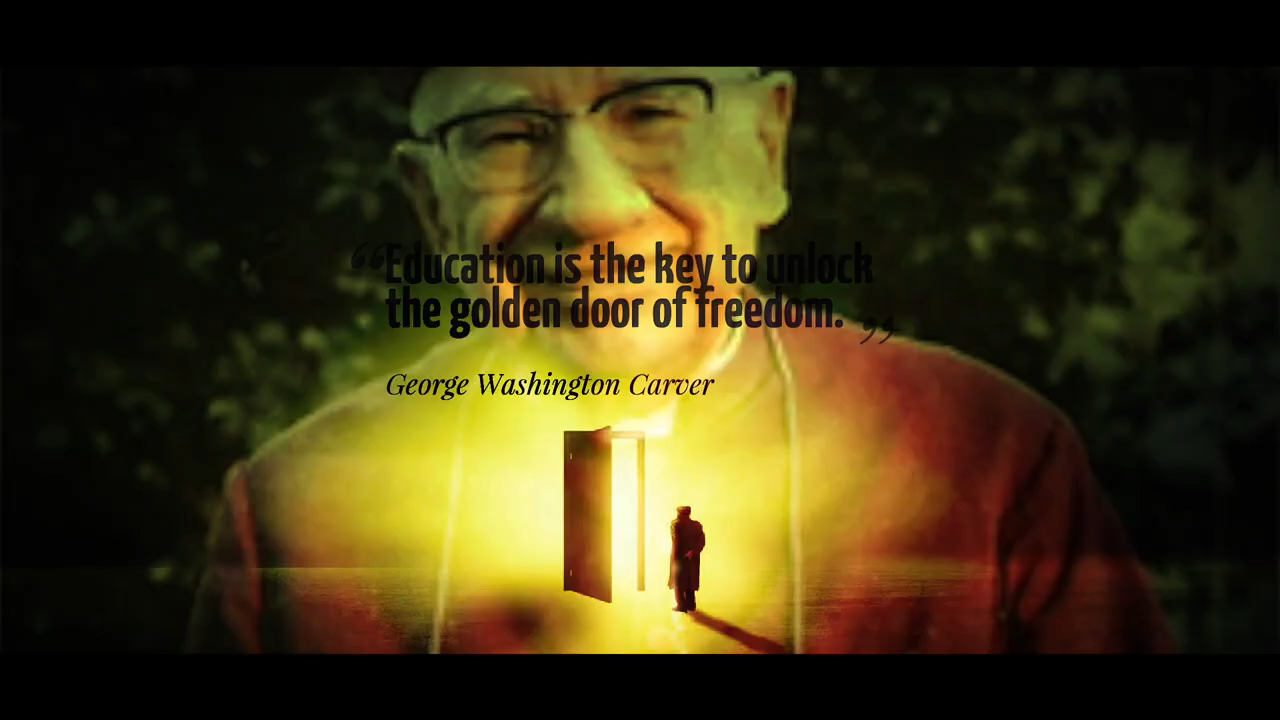 “Education is the key to unlock
the golden door of freedom.”
George Washington Carver